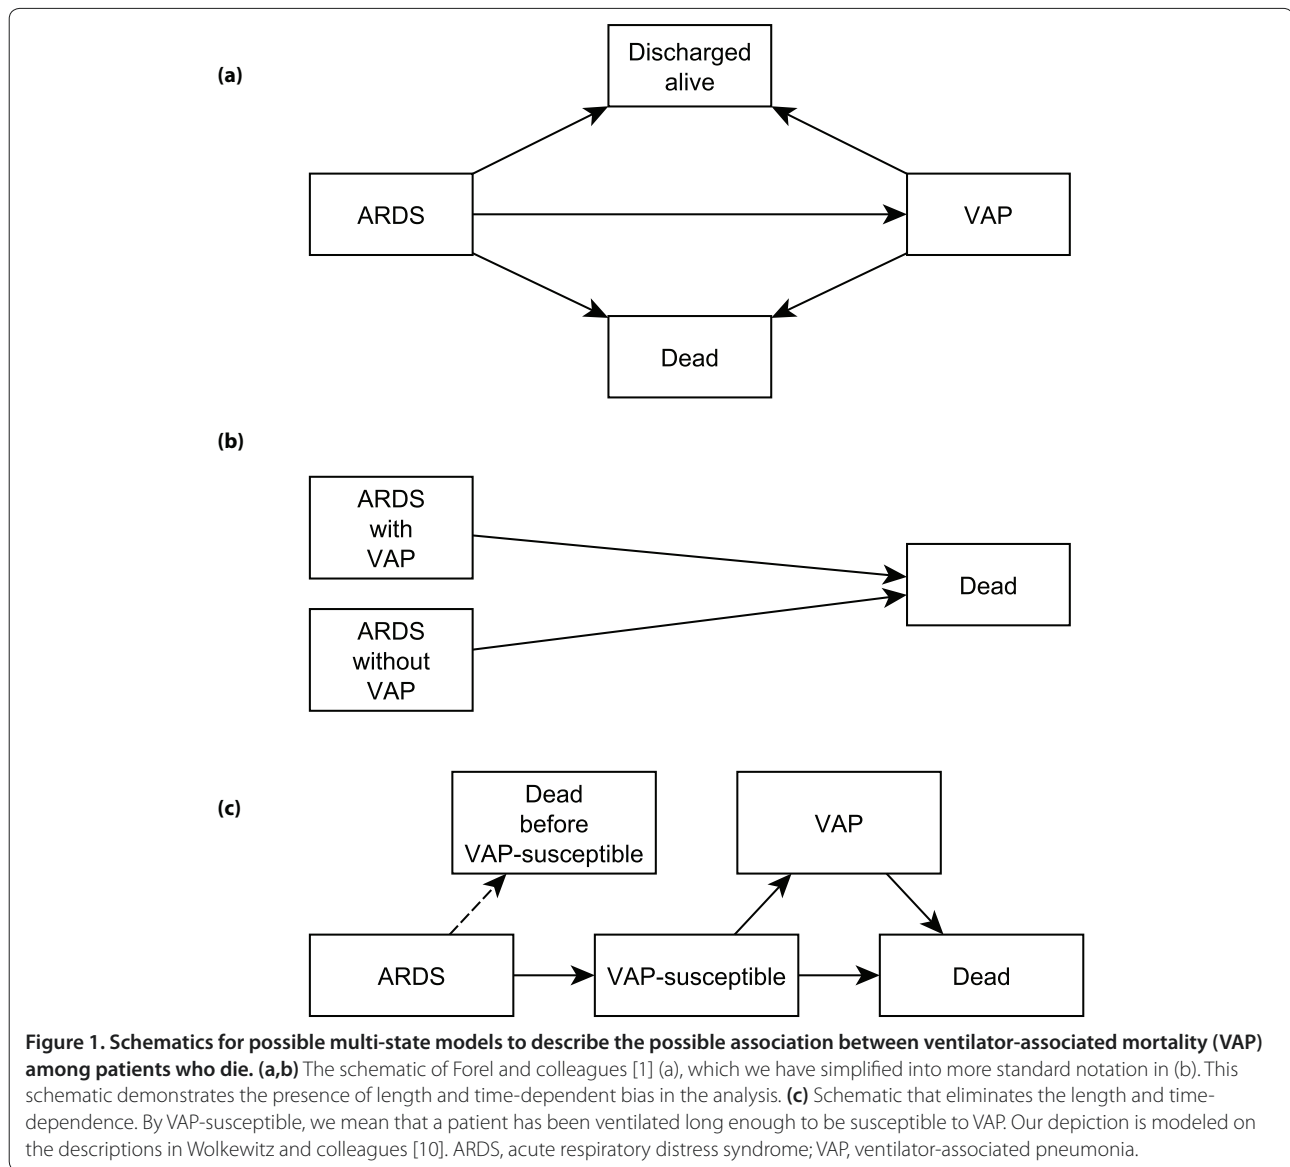 (a)
Discharged
alive
ARDS
VAP
Dead
(b)
ARDS
with
VAP
Dead
ARDS
without
VAP
(c)
Dead
before
VAP-susceptible
VAP
ARDS
VAP-susceptible
Dead
Figure 1. Schematics for possible multi-state models to describe the possible association between ventilator-associated mortality (VAP)
among patients who die. (a,b) The schematic of Forel and colleagues [1] (a), which we have simplified into more standard notation in (b). This
schematic demonstrates the presence of length and time-dependent bias in the analysis. (c) Schematic that eliminates the length and time-
dependence. By VAP-susceptible, we mean that a patient has been ventilated long enough to be susceptible to VAP. Our depiction is modeled on
the descriptions in Wolkewitz and colleagues [10]. ARDS, acute respiratory distress syndrome; VAP, ventilator-associated pneumonia.